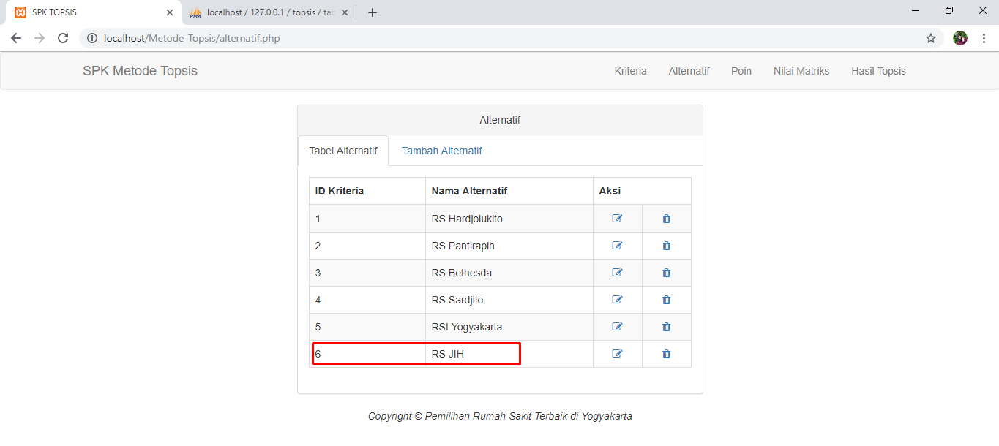 SPK TOPSIS
localhost / 127.0.0.1 / topsis / tab
localhost/Metode-Topsis/alternatif.php
SPK Metode Topsis Kriteria Alternatif Poin Nilai Matriks Hasil Topsis
Alternatif
Tabel Alternatif Tambah Alternatif
ID Kriteria Nama Alternatif Aksi
1 RS Hardjolukito
2 RS Pantirapih
3 RS Bethesda
4 RS Sardjito
5 RSI Yogyakarta
6 RS JIH
Copyright © Pemilihan Rumah Sakit Terbaik di Yogyakarta